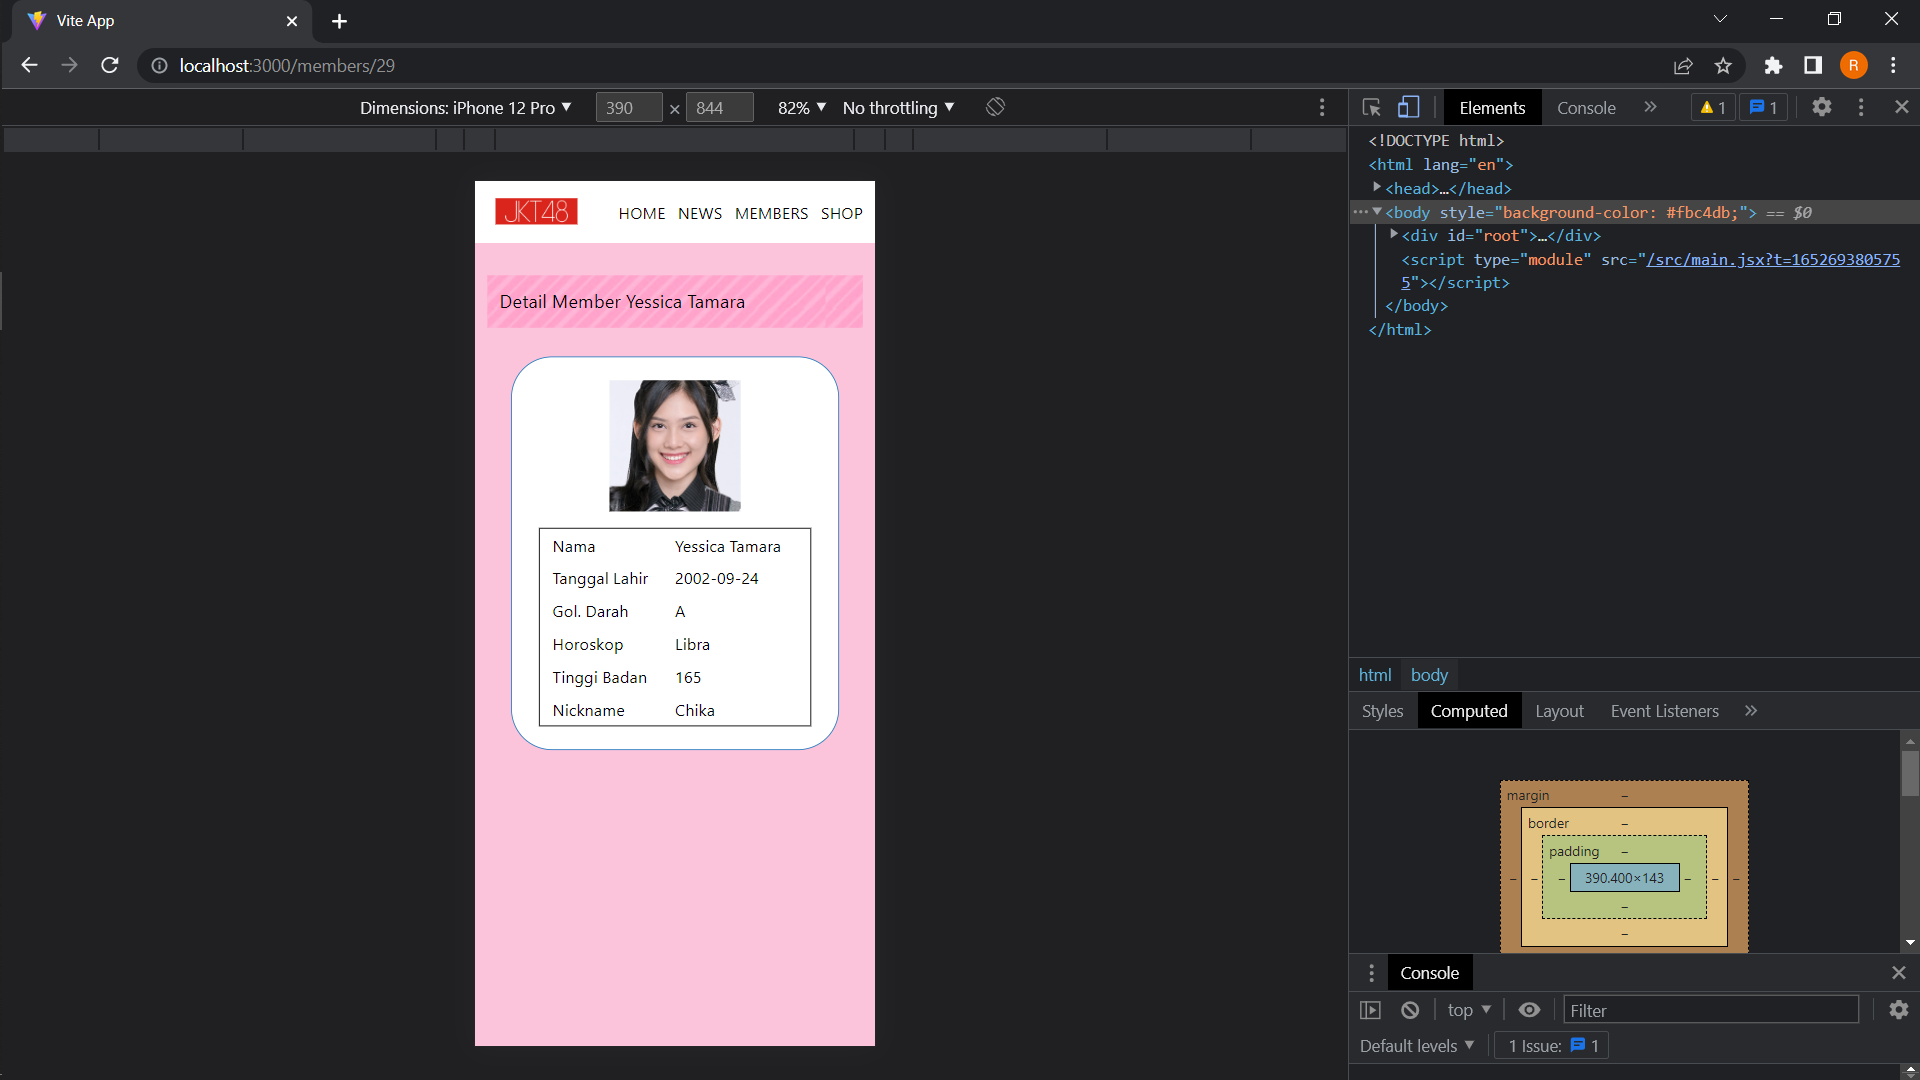 Vite App
localhost:3000/members/29
R
Dimensions: iPhone 12 Pro ▼ 390 × 844 82% ▼ No throttling ▼
Elements Console » 1 1
<!DOCTYPE html>
<html lang="en">
<head>…</head>
<body style="background-color: #fbc4db;"> == $0
<div id="root">…</div>
<script type="module" src="/src/main.jsx?t=165269380575
5"></script>
</body>
</html>
JKT48 HOME NEWS MEMBERS SHOP
Detail Member Yessica Tamara
Nama Yessica Tamara
Tanggal Lahir 2002-09-24
Gol. Darah A
Horoskop Libra
Tinggi Badan 165
Nickname Chika
html body
Styles Computed Layout Event Listeners »
margin –
border –
padding –
– – – 390.400×143 – – –
–
–
Console
top ▼ Filter
Default levels ▼ 1 Issue: 1